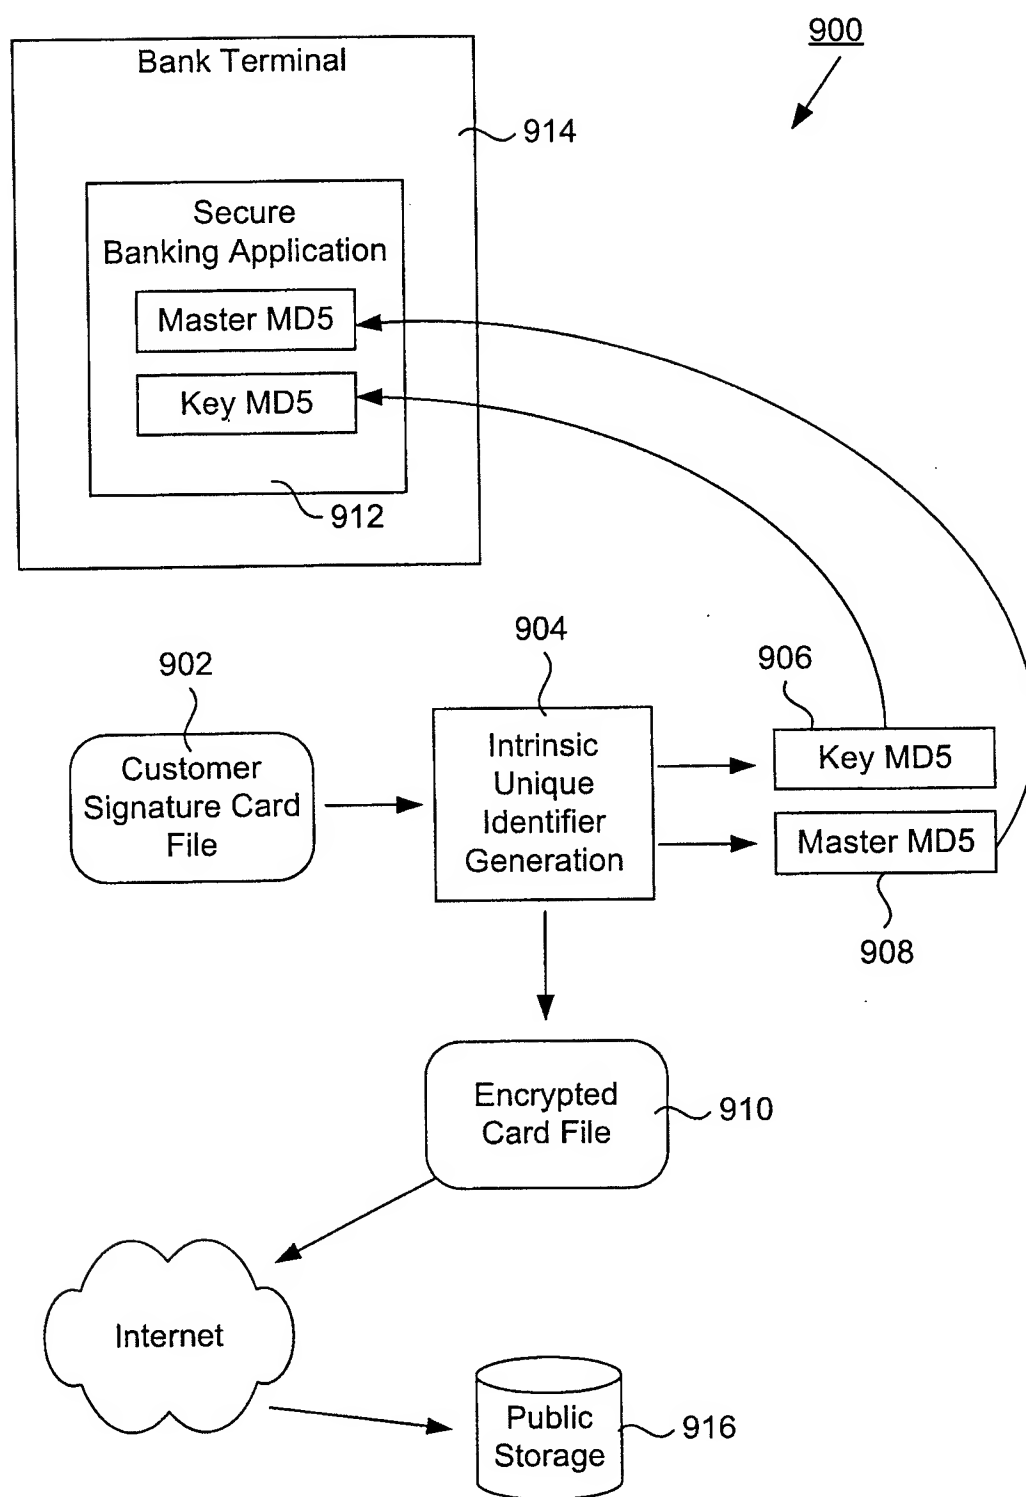 900
Bank Terminal
914
Secure
Banking Application
Master MD5
Key MD5
912
904
902
906
Customer
Signature Card
File
Intrinsic
Unique
Identifier
Generation
Key MD5
Master MD5
908
Encrypted
Card File
910
Internet
Public
Storage
916